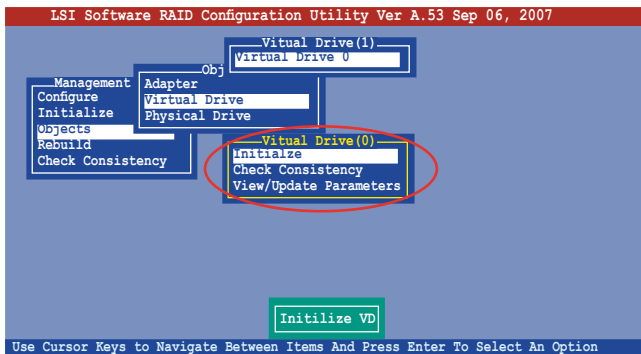 LSI Software RAID Configuration Utility Ver A.53 Sep 06, 2007
Vitual Drive(1)
Virtual Drive 0
Obj
Adapter
Virtual Drive
Physical Drive
Management
Configure
Initialize
Objects
Rebuild
Check Consistency
Vitual Drive(0)
Initialze
Check Consistency
View/Update Parameters
Initilize VD
Use Cursor Keys to Navigate Between Items And Press Enter To Select An Option